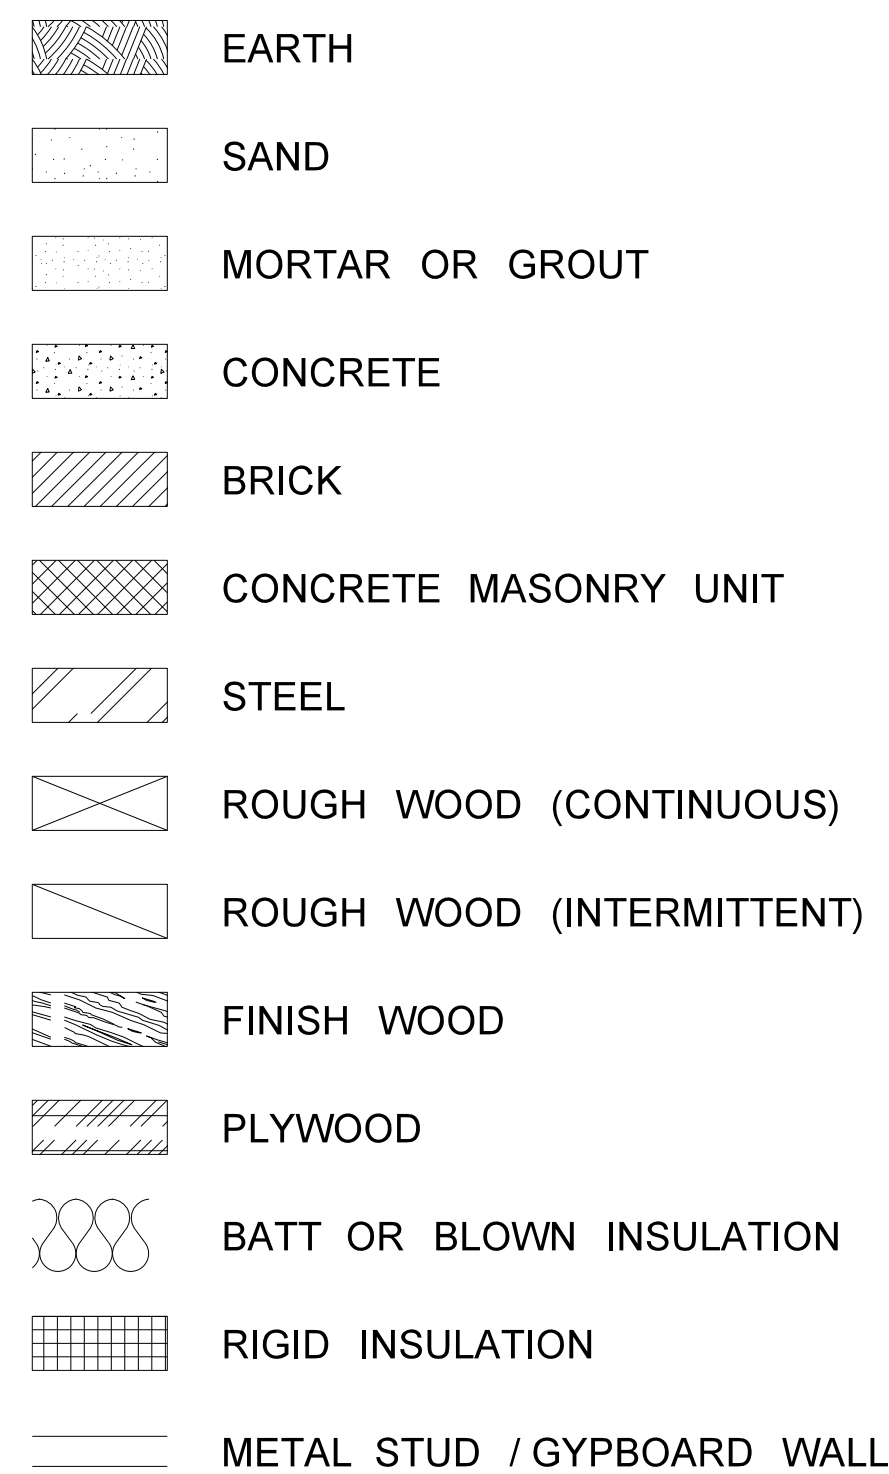 EARTH
SAND
MORTAR OR GROUT
CONCRETE
BRICK
CONCRETE MASONRY UNIT
STEEL
ROUGH WOOD (CONTINUOUS)
ROUGH WOOD (INTERMITTENT)
FINISH WOOD
PLYWOOD
BATT OR BLOWN INSULATION
RIGID INSULATION
METAL STUD / GYPBOARD WALL